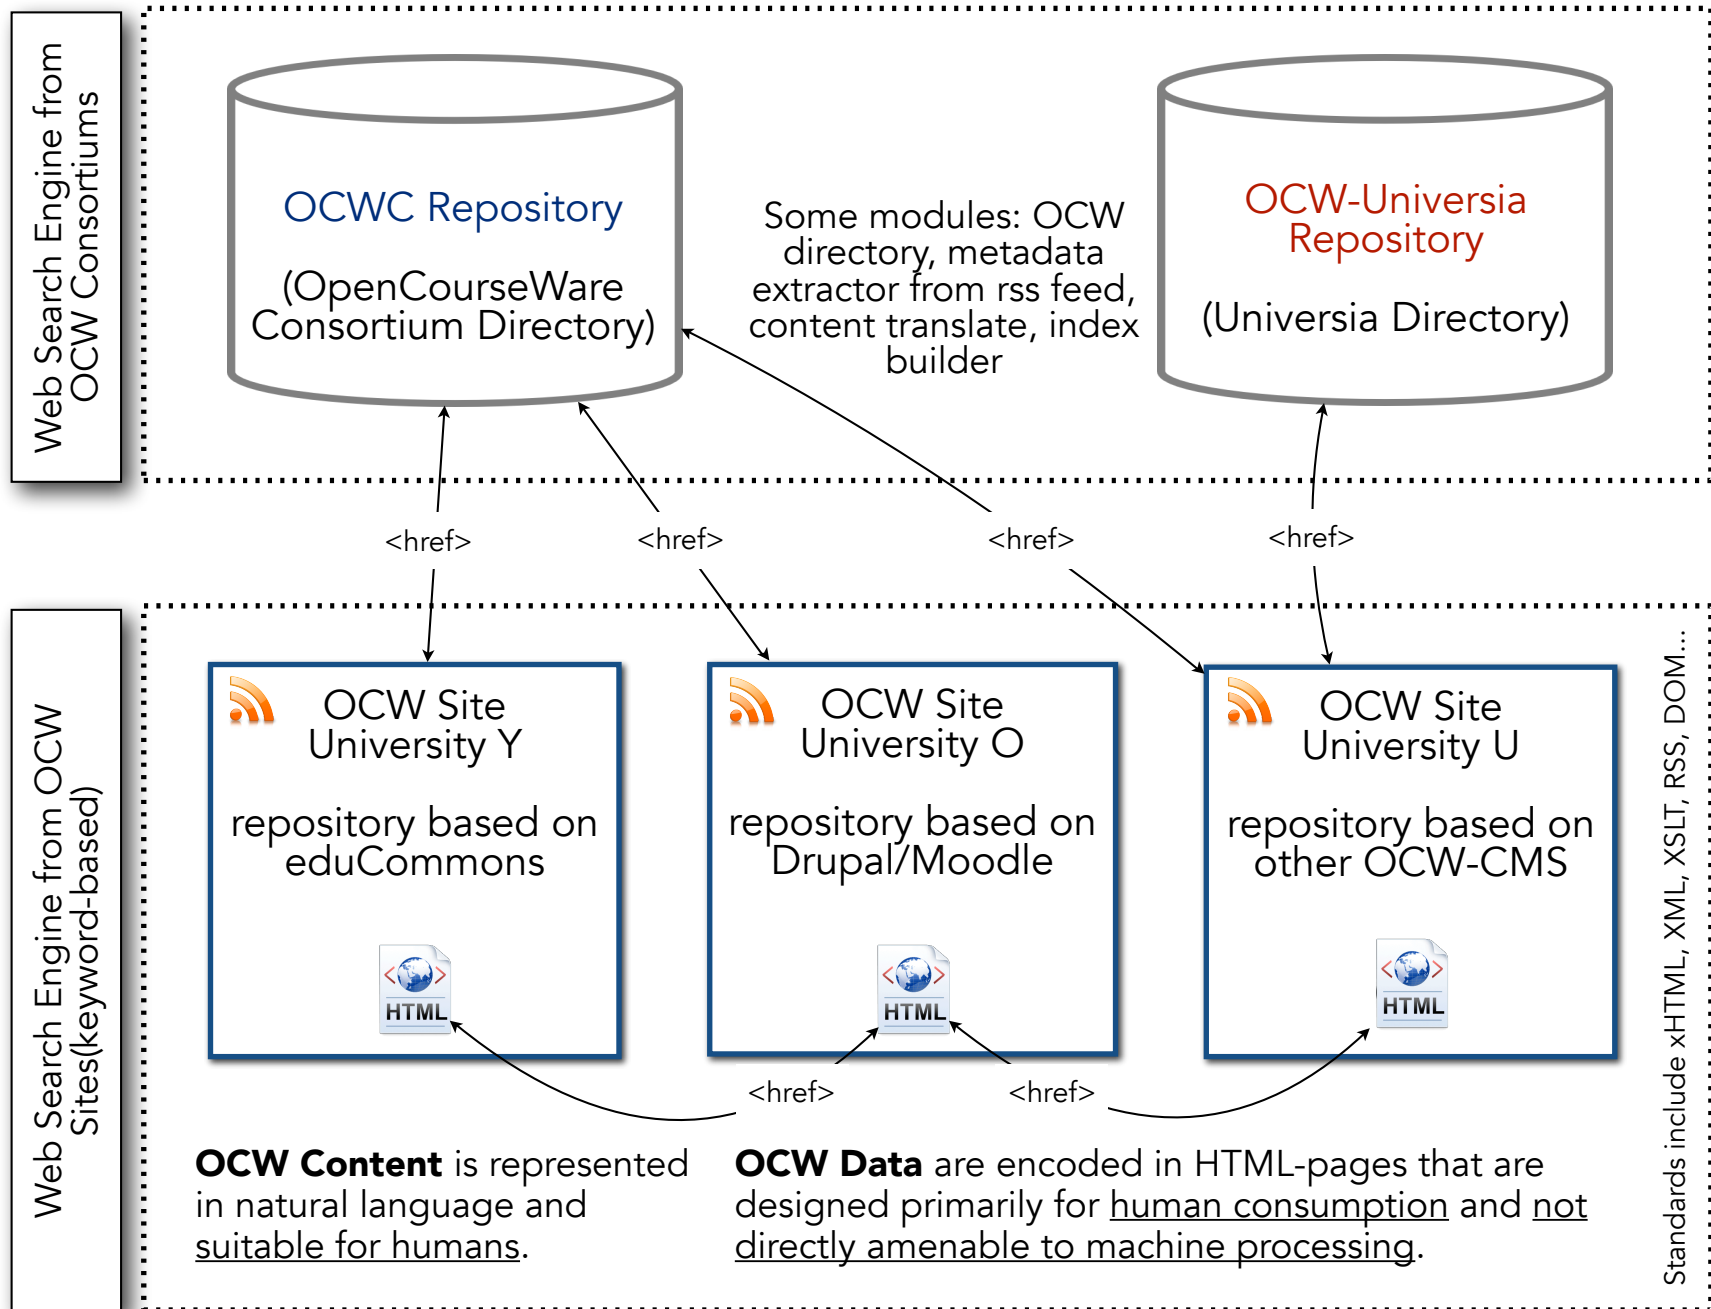 Web Search Engine from
OCW Consortiums
OCWC Repository
(OpenCourseWare
Consortium Directory)
Some modules: OCW
directory, metadata
extractor from rss feed,
content translate, index
builder
OCW-Universia
Repository
(Universia Directory)
<href>
<href>
<href>
<href>
Web Search Engine from OCW
Sites(keyword-based)
OCW Site
University Y
repository based on
eduCommons
HTML
OCW Site
University O
repository based on
Drupal/Moodle
HTML
OCW Site
University U
repository based on
other OCW-CMS
HTML
<href>
<href>
OCW Content is represented
in natural language and
suitable for humans.
OCW Data are encoded in HTML-pages that are
designed primarily for human consumption and not
directly amenable to machine processing.
Standards include xHTML, XML, XSLT, RSS, DOM...